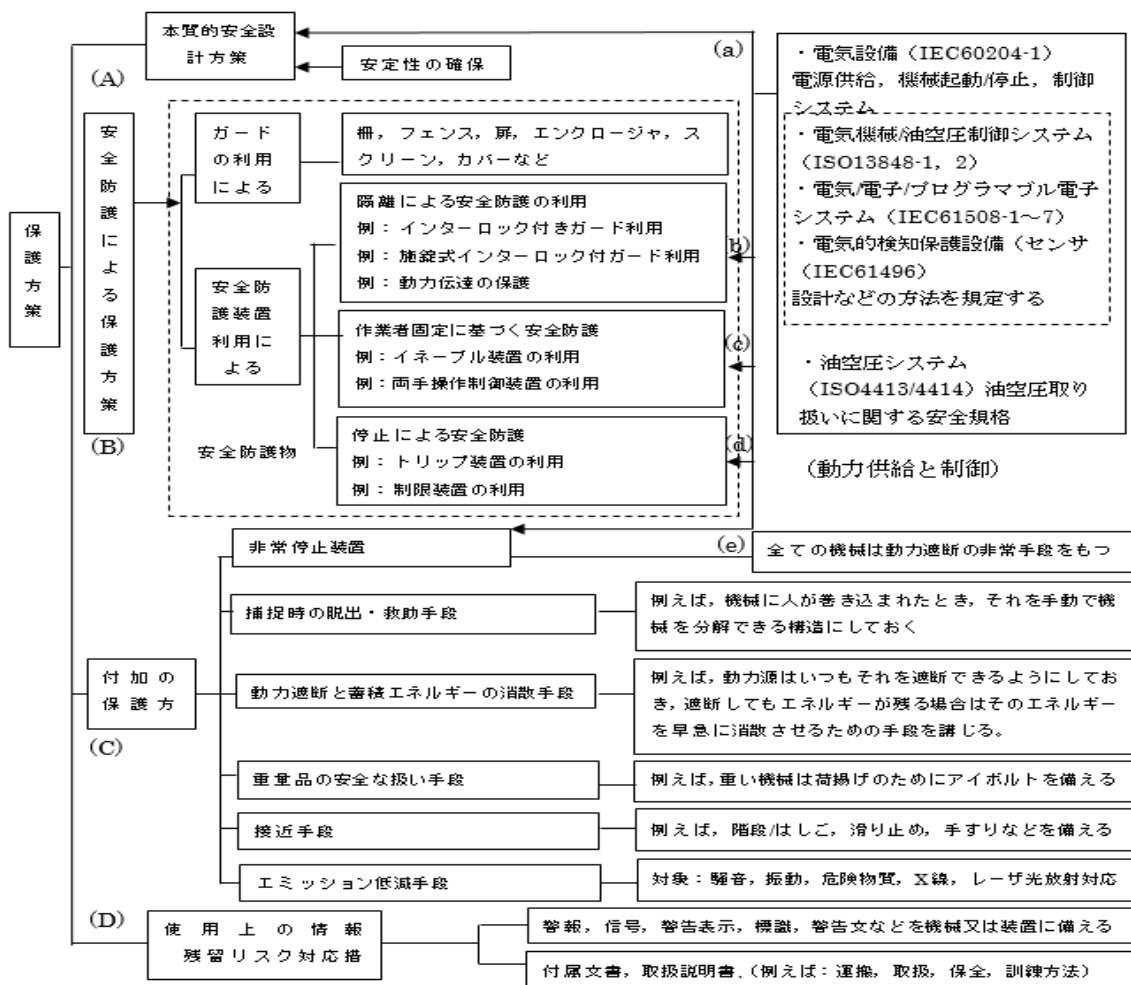 本質的安全設
計方策
(A)
安定性の確保
(a)
・電気設備（IEC60204-1）
電源供給，機械起動/停止，制御
システム
・電気機械/油空圧制御システム
（ISO13848-1，2）
・電気/電子/プログラマブル電子
システム（IEC61508-1～7）
・電気的検知保護設備（センサ
（IEC61496）
設計などの方法を規定する
・油空圧システム
（ISO4413/4414）油空圧取り
扱いに関する安全規格
（動力供給と制御）
保護方策
安全防護による保護方策
(B)
ガード
の利用
による
柵，フェンス，扉，エンクロージャ，ス
クリーン，カバーなど
安全防
護装置
利用に
よる
隔離による安全防護の利用
例：インターロック付きガード利用
例：施錠式インターロック付ガード利用
例：動力伝達の保護
(b)
作業者固定に基づく安全防護
例：イネーブル装置の利用
例：両手操作制御装置の利用
(c)
停止による安全防護
例：トリップ装置の利用
例：制限装置の利用
(d)
安全防護物
付加の
保護方
(C)
非常停止装置
(e)
全ての機械は動力遮断の非常手段をもつ
捕捉時の脱出・救助手段
例えば，機械に人が巻き込まれたとき，それを手動で機
械を分解できる構造にしておく
動力遮断と蓄積エネルギーの消散手段
例えば，動力源はいつもそれを遮断できるようにしてお
き，遮断してもエネルギーが残る場合はそのエネルギー
を早急に消散させるための手段を講じる。
重量品の安全な扱い手段
例えば，重い機械は荷揚げのためにアイボルトを備える
接近手段
例えば，階段/はしご，滑り止め，手すりなどを備える
エミッション低減手段
対象：騒音，振動，危険物質，X線，レーザ光放射対応
(D)
使用上の情報
残留リスク対応措
警報，信号，警告表示，標識，警告文などを機械又は装置に備える
付属文書，取扱説明書，（例えば：運搬，取扱，保全，訓練方法）